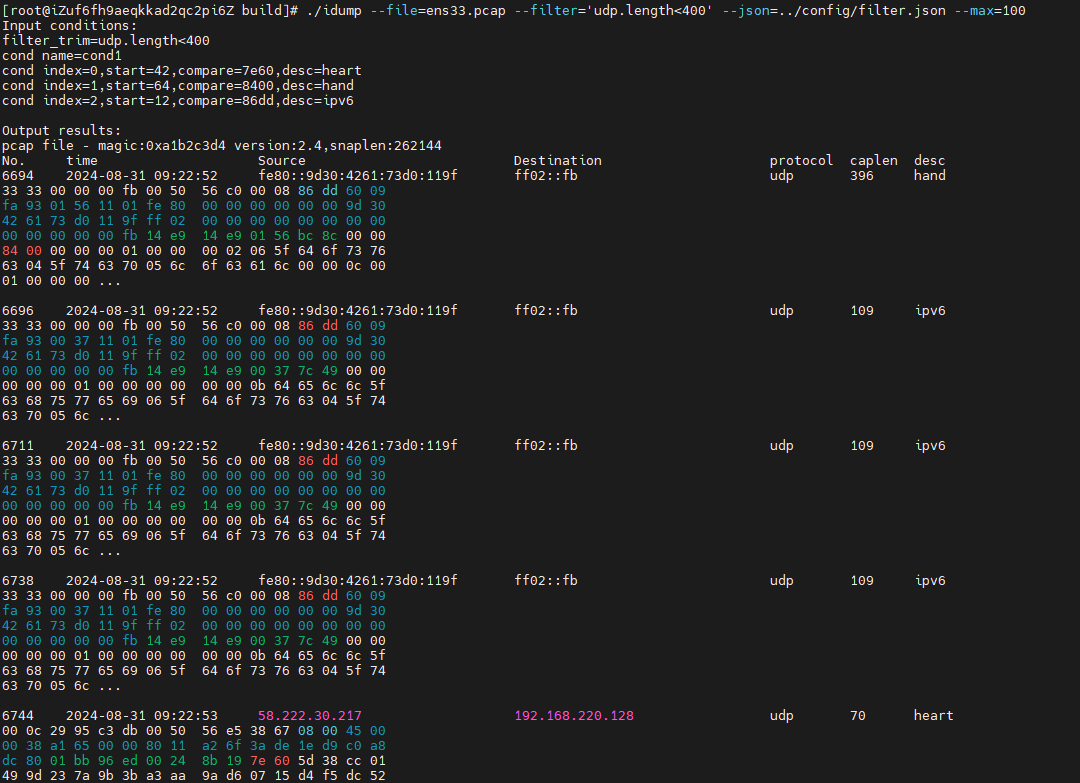 [root@iZuf6fh9aeqkkad2qc2pi6Z build]# ./idump --file=ens33.pcap --filter='udp.length<400' --json=../config/filter.json --max=100
Input conditions:
filter_trim=udp.length<400
cond name=cond1
cond index=0,start=42,compare=7e60,desc=heart
cond index=1,start=64,compare=8400,desc=hand
cond index=2,start=12,compare=86dd,desc=ipv6
Output results:
pcap file - magic:0xa1b2c3d4 version:2.4,snaplen:262144
No. time Source Destination protocol caplen desc
6694 2024-08-31 09:22:52 fe80::9d30:4261:73d0:119f ff02::fb udp 396 hand
33 33 00 00 00 fb 00 50 56 c0 00 08 86 dd 60 09
fa 93 01 56 11 01 fe 80 00 00 00 00 00 00 9d 30
42 61 73 d0 11 9f ff 02 00 00 00 00 00 00 00 00
00 00 00 00 00 fb 14 e9 14 e9 01 56 bc 8c 00 00
84 00 00 00 00 01 00 00 00 02 06 5f 64 6f 73 76
63 04 5f 74 63 70 05 6c 6f 63 61 6c 00 00 0c 00
01 00 00 00 ...
6696 2024-08-31 09:22:52 fe80::9d30:4261:73d0:119f ff02::fb udp 109 ipv6
33 33 00 00 00 fb 00 50 56 c0 00 08 86 dd 60 09
fa 93 00 37 11 01 fe 80 00 00 00 00 00 00 9d 30
42 61 73 d0 11 9f ff 02 00 00 00 00 00 00 00 00
00 00 00 00 00 fb 14 e9 14 e9 00 37 7c 49 00 00
00 00 00 01 00 00 00 00 00 00 0b 64 65 6c 6c 5f
63 68 75 77 65 69 06 5f 64 6f 73 76 63 04 5f 74
63 70 05 6c ...
6711 2024-08-31 09:22:52 fe80::9d30:4261:73d0:119f ff02::fb udp 109 ipv6
33 33 00 00 00 fb 00 50 56 c0 00 08 86 dd 60 09
fa 93 00 37 11 01 fe 80 00 00 00 00 00 00 9d 30
42 61 73 d0 11 9f ff 02 00 00 00 00 00 00 00 00
00 00 00 00 00 fb 14 e9 14 e9 00 37 7c 49 00 00
00 00 00 01 00 00 00 00 00 00 0b 64 65 6c 6c 5f
63 68 75 77 65 69 06 5f 64 6f 73 76 63 04 5f 74
63 70 05 6c ...
6738 2024-08-31 09:22:52 fe80::9d30:4261:73d0:119f ff02::fb udp 109 ipv6
33 33 00 00 00 fb 00 50 56 c0 00 08 86 dd 60 09
fa 93 00 37 11 01 fe 80 00 00 00 00 00 00 9d 30
42 61 73 d0 11 9f ff 02 00 00 00 00 00 00 00 00
00 00 00 00 00 fb 14 e9 14 e9 00 37 7c 49 00 00
00 00 00 01 00 00 00 00 00 00 0b 64 65 6c 6c 5f
63 68 75 77 65 69 06 5f 64 6f 73 76 63 04 5f 74
63 70 05 6c ...
6744 2024-08-31 09:22:53 58.222.30.217 192.168.220.128 udp 70 heart
00 0c 29 95 c3 db 00 50 56 e5 38 67 08 00 45 00
00 38 a1 65 00 00 80 11 a2 6f 3a de 1e d9 c0 a8
dc 80 01 bb 96 ed 00 24 8b 19 7e 60 5d 38 cc 01
49 9d 23 7a 9b 3b a3 aa 9a d6 07 15 d4 f5 dc 52